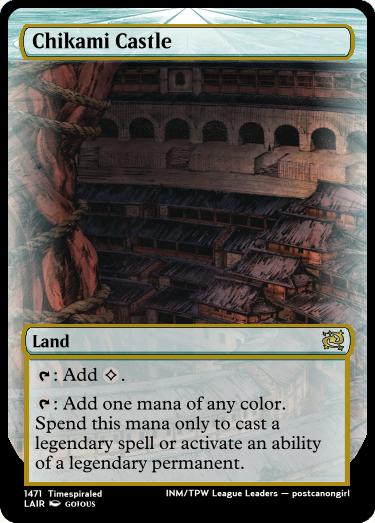 Chikami Castle
Land
: Add .
: Add one mana of any color.
Spend this mana only to cast a
legendary spell or activate an ability
of a legendary permanent.
1471 Timespiraled INM/TPW League Leaders — postcanongirl
LAIR GOIOUS